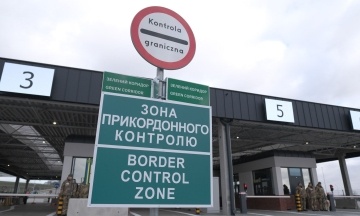 Kontrola
graniczna
3
5
ЗЕЛЕНИЙ КОРИДОР
GREEN CORRIDOR
ЗЕЛЕНИЙ КОРИДОР
GREEN CORRIDOR
ЗОНА
ПРИКОРДОННОГО
КОНТРОЛЮ
BORDER
CONTROL
ZONE